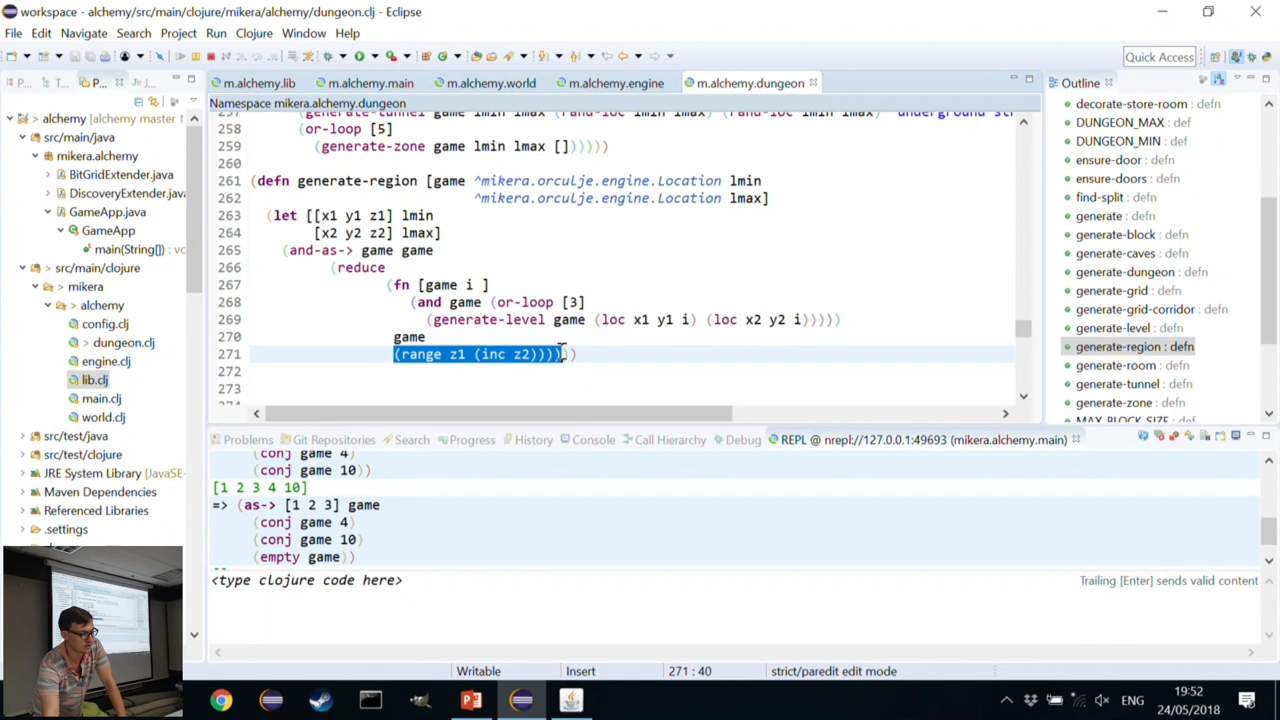 workspace - alchemy/src/main/clojure/mikera/alchemy/dungeon.clj - Eclipse
File Edit Navigate Search Project Run Clojure Window Help
Quick Access
P... T... P... J...
m.alchemy.lib m.alchemy.main m.alchemy.world m.alchemy.engine m.alchemy.dungeon
Outline
Namespace mikera.alchemy.dungeon
alchemy [alchemy master
src/main/java
mikera.alchemy
BitGridExtender.java
DiscoveryExtender.java
GameApp.java
GameApp
main(String[]) : vc
> src/main/clojure
> mikera
> alchemy
config.clj
> dungeon.clj
engine.clj
lib.clj
main.clj
world.clj
src/test/java
src/test/clojure
JRE System Library [JavaSE-
Maven Dependencies
Referenced Libraries
.settings
257 (generate-tunnel game lmin lmax (rand-loc lmin lmax) (rand-loc lmin lmax) "underground str
258 (or-loop [5]
259 (generate-zone game lmin lmax [])))))
260
261 (defn generate-region [game ^mikera.orculje.engine.Location lmin
262 ^mikera.orculje.engine.Location lmax]
263 (let [[x1 y1 z1] lmin
264 [x2 y2 z2] lmax]
265 (and-as-> game game
266 (reduce
267 (fn [game i ]
268 (and game (or-loop [3]
269 (generate-level game (loc x1 y1 i) (loc x2 y2 i)))))
270 game
271 (range z1 (inc z2))))))
272
273
decorate-store-room : defn
DUNGEON_MAX : def
DUNGEON_MIN : def
ensure-door : defn
ensure-doors : defn
find-split : defn
generate : defn
generate-block : defn
generate-caves : defn
generate-dungeon : defn
generate-grid : defn
generate-grid-corridor : defn
generate-level : defn
generate-region : defn
generate-room : defn
generate-tunnel : defn
generate-zone : defn
MAX_BLOCK_SIZE : def
Problems Git Repositories Search Progress History Console Call Hierarchy Debug REPL @ nrepl://127.0.0.1:49693 (mikera.alchemy.main)
(conj game 4)
(conj game 10))
[1 2 3 4 10]
=> (as-> [1 2 3] game
(conj game 4)
(conj game 10)
(empty game))
<type clojure code here>
Trailing [Enter] sends valid content
Writable Insert 271 : 40 strict/paredit edit mode
ENG
19:52
24/05/2018